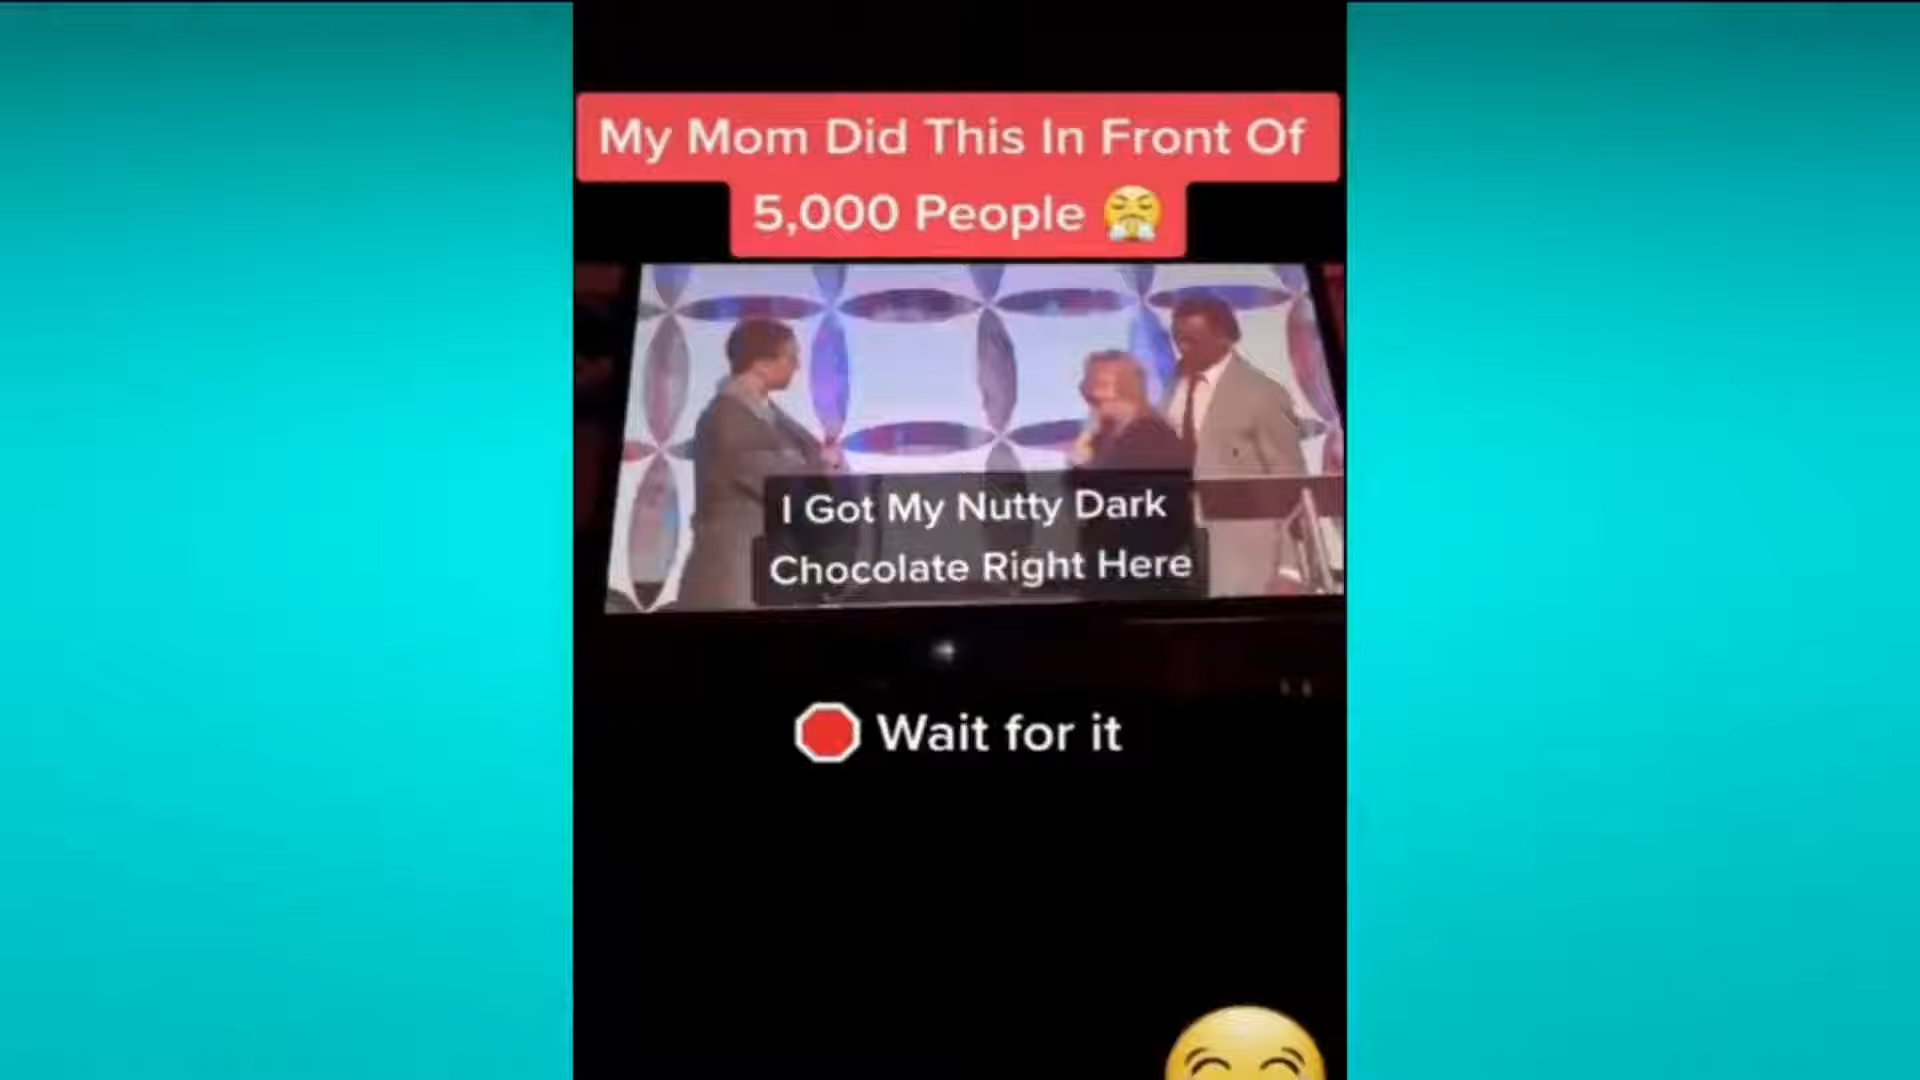 My Mom Did This In Front Of
5,000 People 😤
I Got My Nutty Dark
Chocolate Right Here
🛑 Wait for it